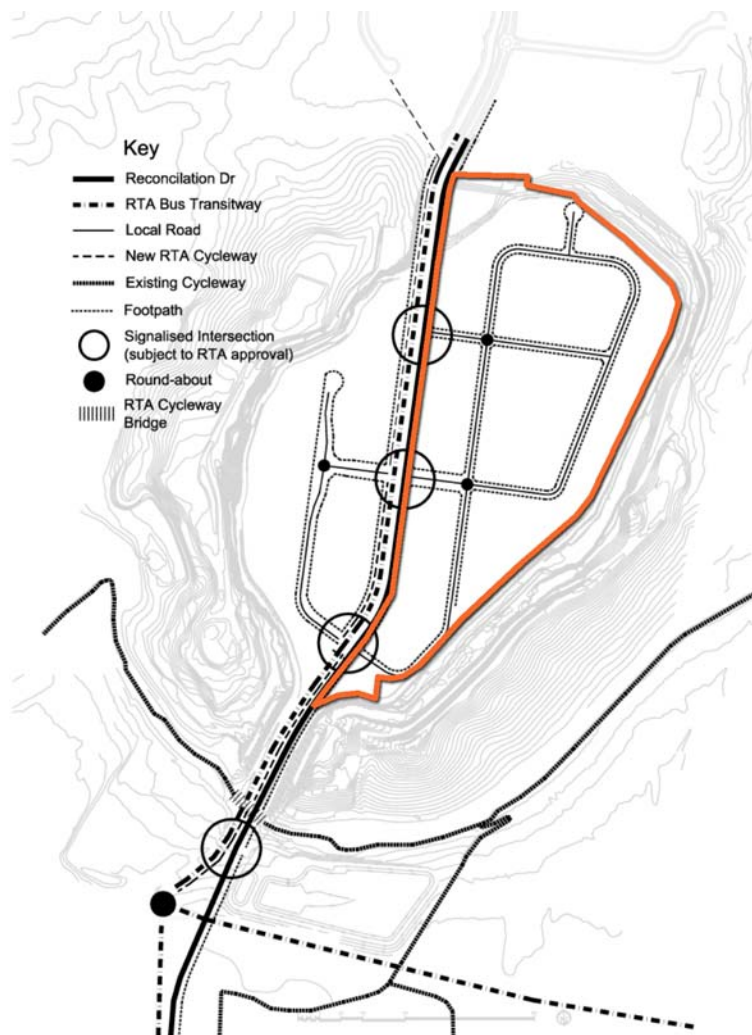 Key
Reconcilation Dr
RTA Bus Transitway
Local Road
New RTA Cycleway
Existing Cycleway
Footpath
Signalised Intersection
(subject to RTA approval)
Round-about
RTA Cycleway
Bridge